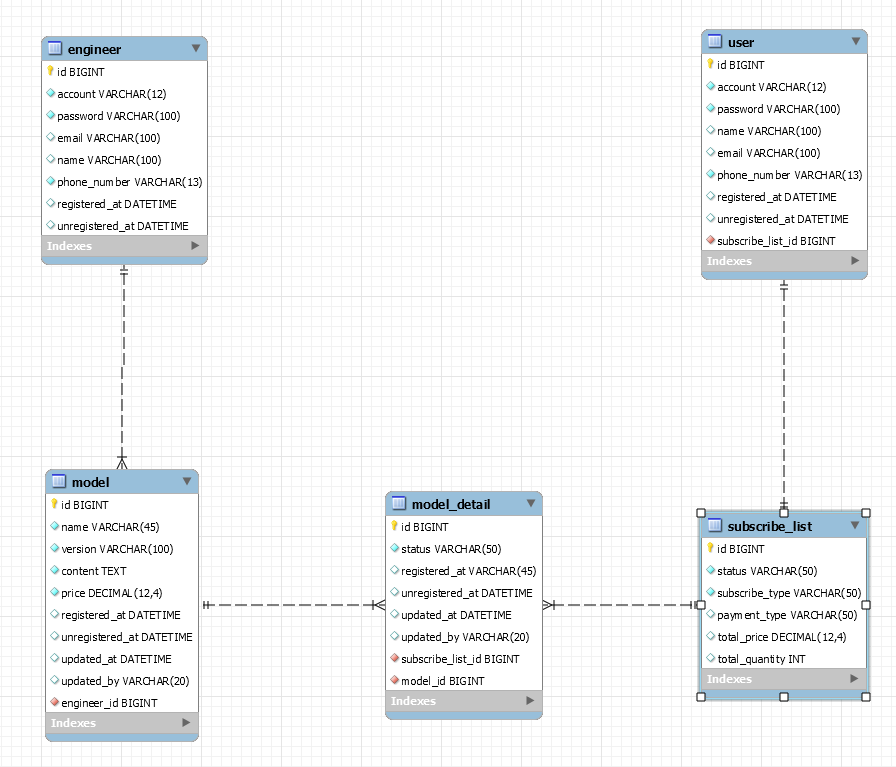 engineer
id BIGINT
account VARCHAR(12)
password VARCHAR(100)
email VARCHAR(100)
name VARCHAR(100)
phone_number VARCHAR(13)
registered_at DATETIME
unregistered_at DATETIME
Indexes
user
id BIGINT
account VARCHAR(12)
password VARCHAR(100)
name VARCHAR(100)
email VARCHAR(100)
phone_number VARCHAR(13)
registered_at DATETIME
unregistered_at DATETIME
subscribe_list_id BIGINT
Indexes
model
id BIGINT
name VARCHAR(45)
version VARCHAR(100)
content TEXT
price DECIMAL(12,4)
registered_at DATETIME
unregistered_at DATETIME
updated_at DATETIME
updated_by VARCHAR(20)
engineer_id BIGINT
Indexes
model_detail
id BIGINT
status VARCHAR(50)
registered_at VARCHAR(45)
unregistered_at DATETIME
updated_at DATETIME
updated_by VARCHAR(20)
subscribe_list_id BIGINT
model_id BIGINT
Indexes
subscribe_list
id BIGINT
status VARCHAR(50)
subscribe_type VARCHAR(50)
payment_type VARCHAR(50)
total_price DECIMAL(12,4)
total_quantity INT
Indexes